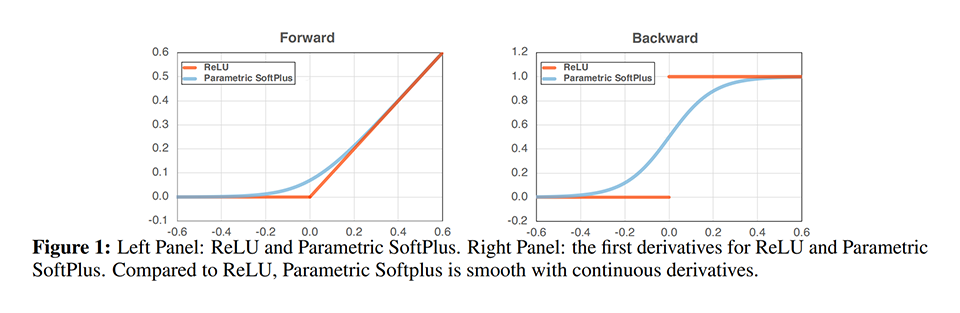 Forward
0.6
0.5
0.4
0.3
0.2
0.1
0.0
-0.1
ReLU
Parametric SoftPlus
-0.6 -0.4 -0.2 0.0 0.2 0.4 0.6
Backward
1.2
1.0
0.8
0.6
0.4
0.2
0.0
-0.2
ReLU
Parametric SoftPlus
-0.6 -0.4 -0.2 0.0 0.2 0.4 0.6
Figure 1: Left Panel: ReLU and Parametric SoftPlus. Right Panel: the first derivatives for ReLU and Parametric
SoftPlus. Compared to ReLU, Parametric Softplus is smooth with continuous derivatives.